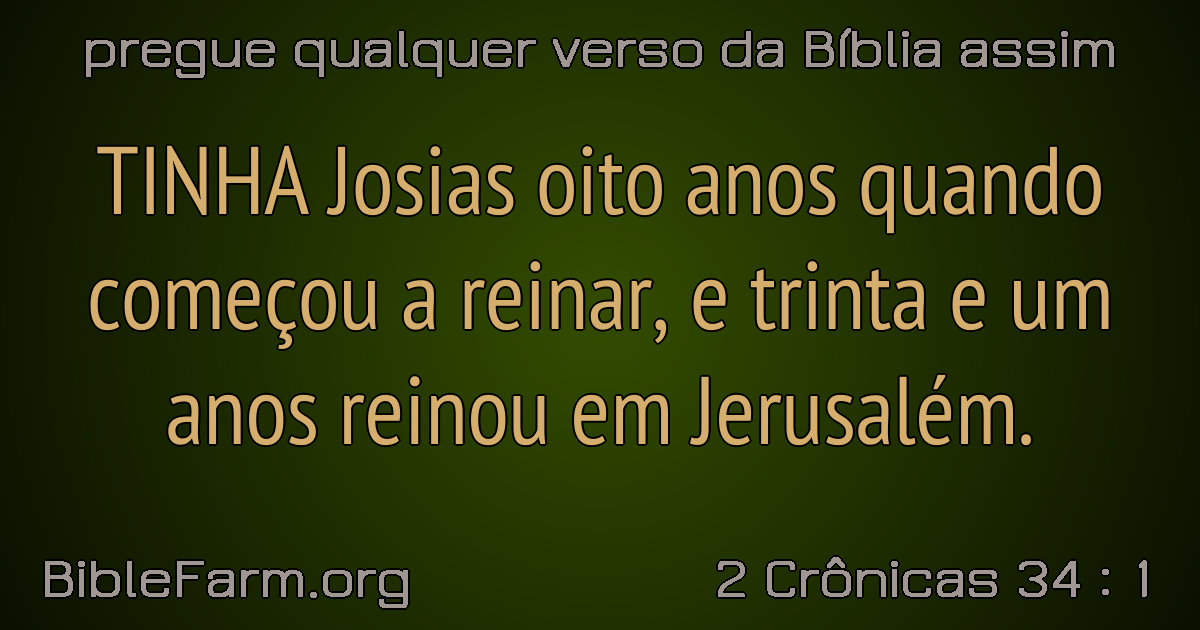 pregue qualquer verso da Bíblia assim
TINHA Josias oito anos quando
começou a reinar, e trinta e um
anos reinou em Jerusalém.
BibleFarm.org
2 Crônicas 34 : 1